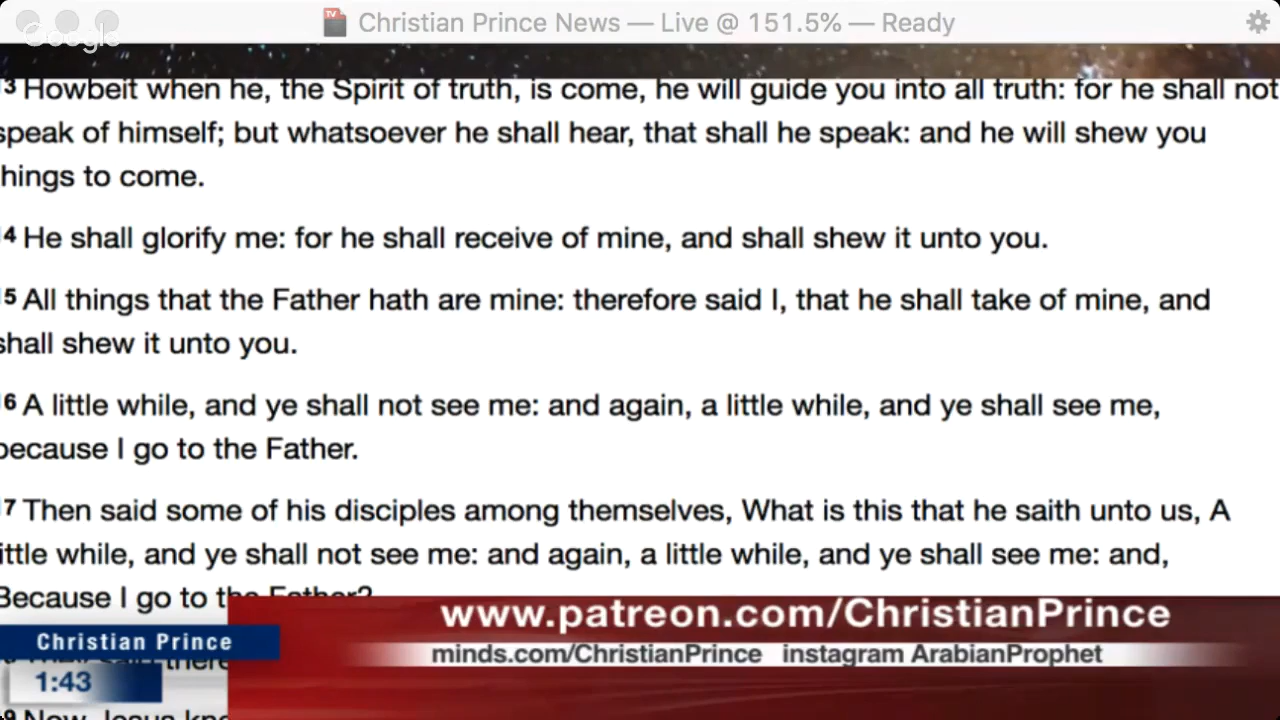 Christian Prince News — Live @ 151.5% — Ready
Google
3 Howbeit when he, the Spirit of truth, is come, he will guide you into all truth: for he shall not
speak of himself; but whatsoever he shall hear, that shall he speak: and he will shew you
hings to come.
4 He shall glorify me: for he shall receive of mine, and shall shew it unto you.
5 All things that the Father hath are mine: therefore said I, that he shall take of mine, and
shall shew it unto you.
6 A little while, and ye shall not see me: and again, a little while, and ye shall see me,
because I go to the Father.
7 Then said some of his disciples among themselves, What is this that he saith unto us, A
ittle while, and ye shall not see me: and again, a little while, and ye shall see me: and,
Because I go to the Father?
www.patreon.com/ChristianPrince
Christian Prince
minds.com/ChristianPrince instagram ArabianProphet
said
1:43
9 Now Jesus